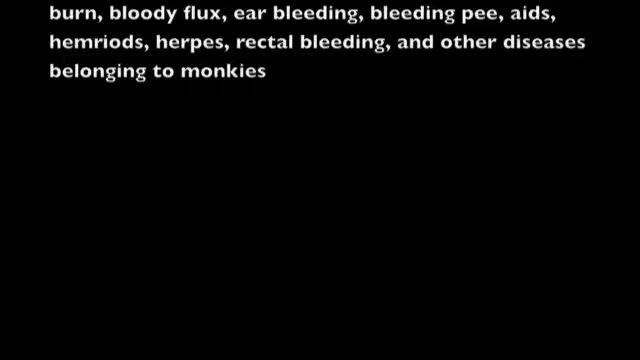 burn, bloody flux, ear bleeding, bleeding pee, aids,
hemriods, herpes, rectal bleeding, and other diseases
belonging to monkies